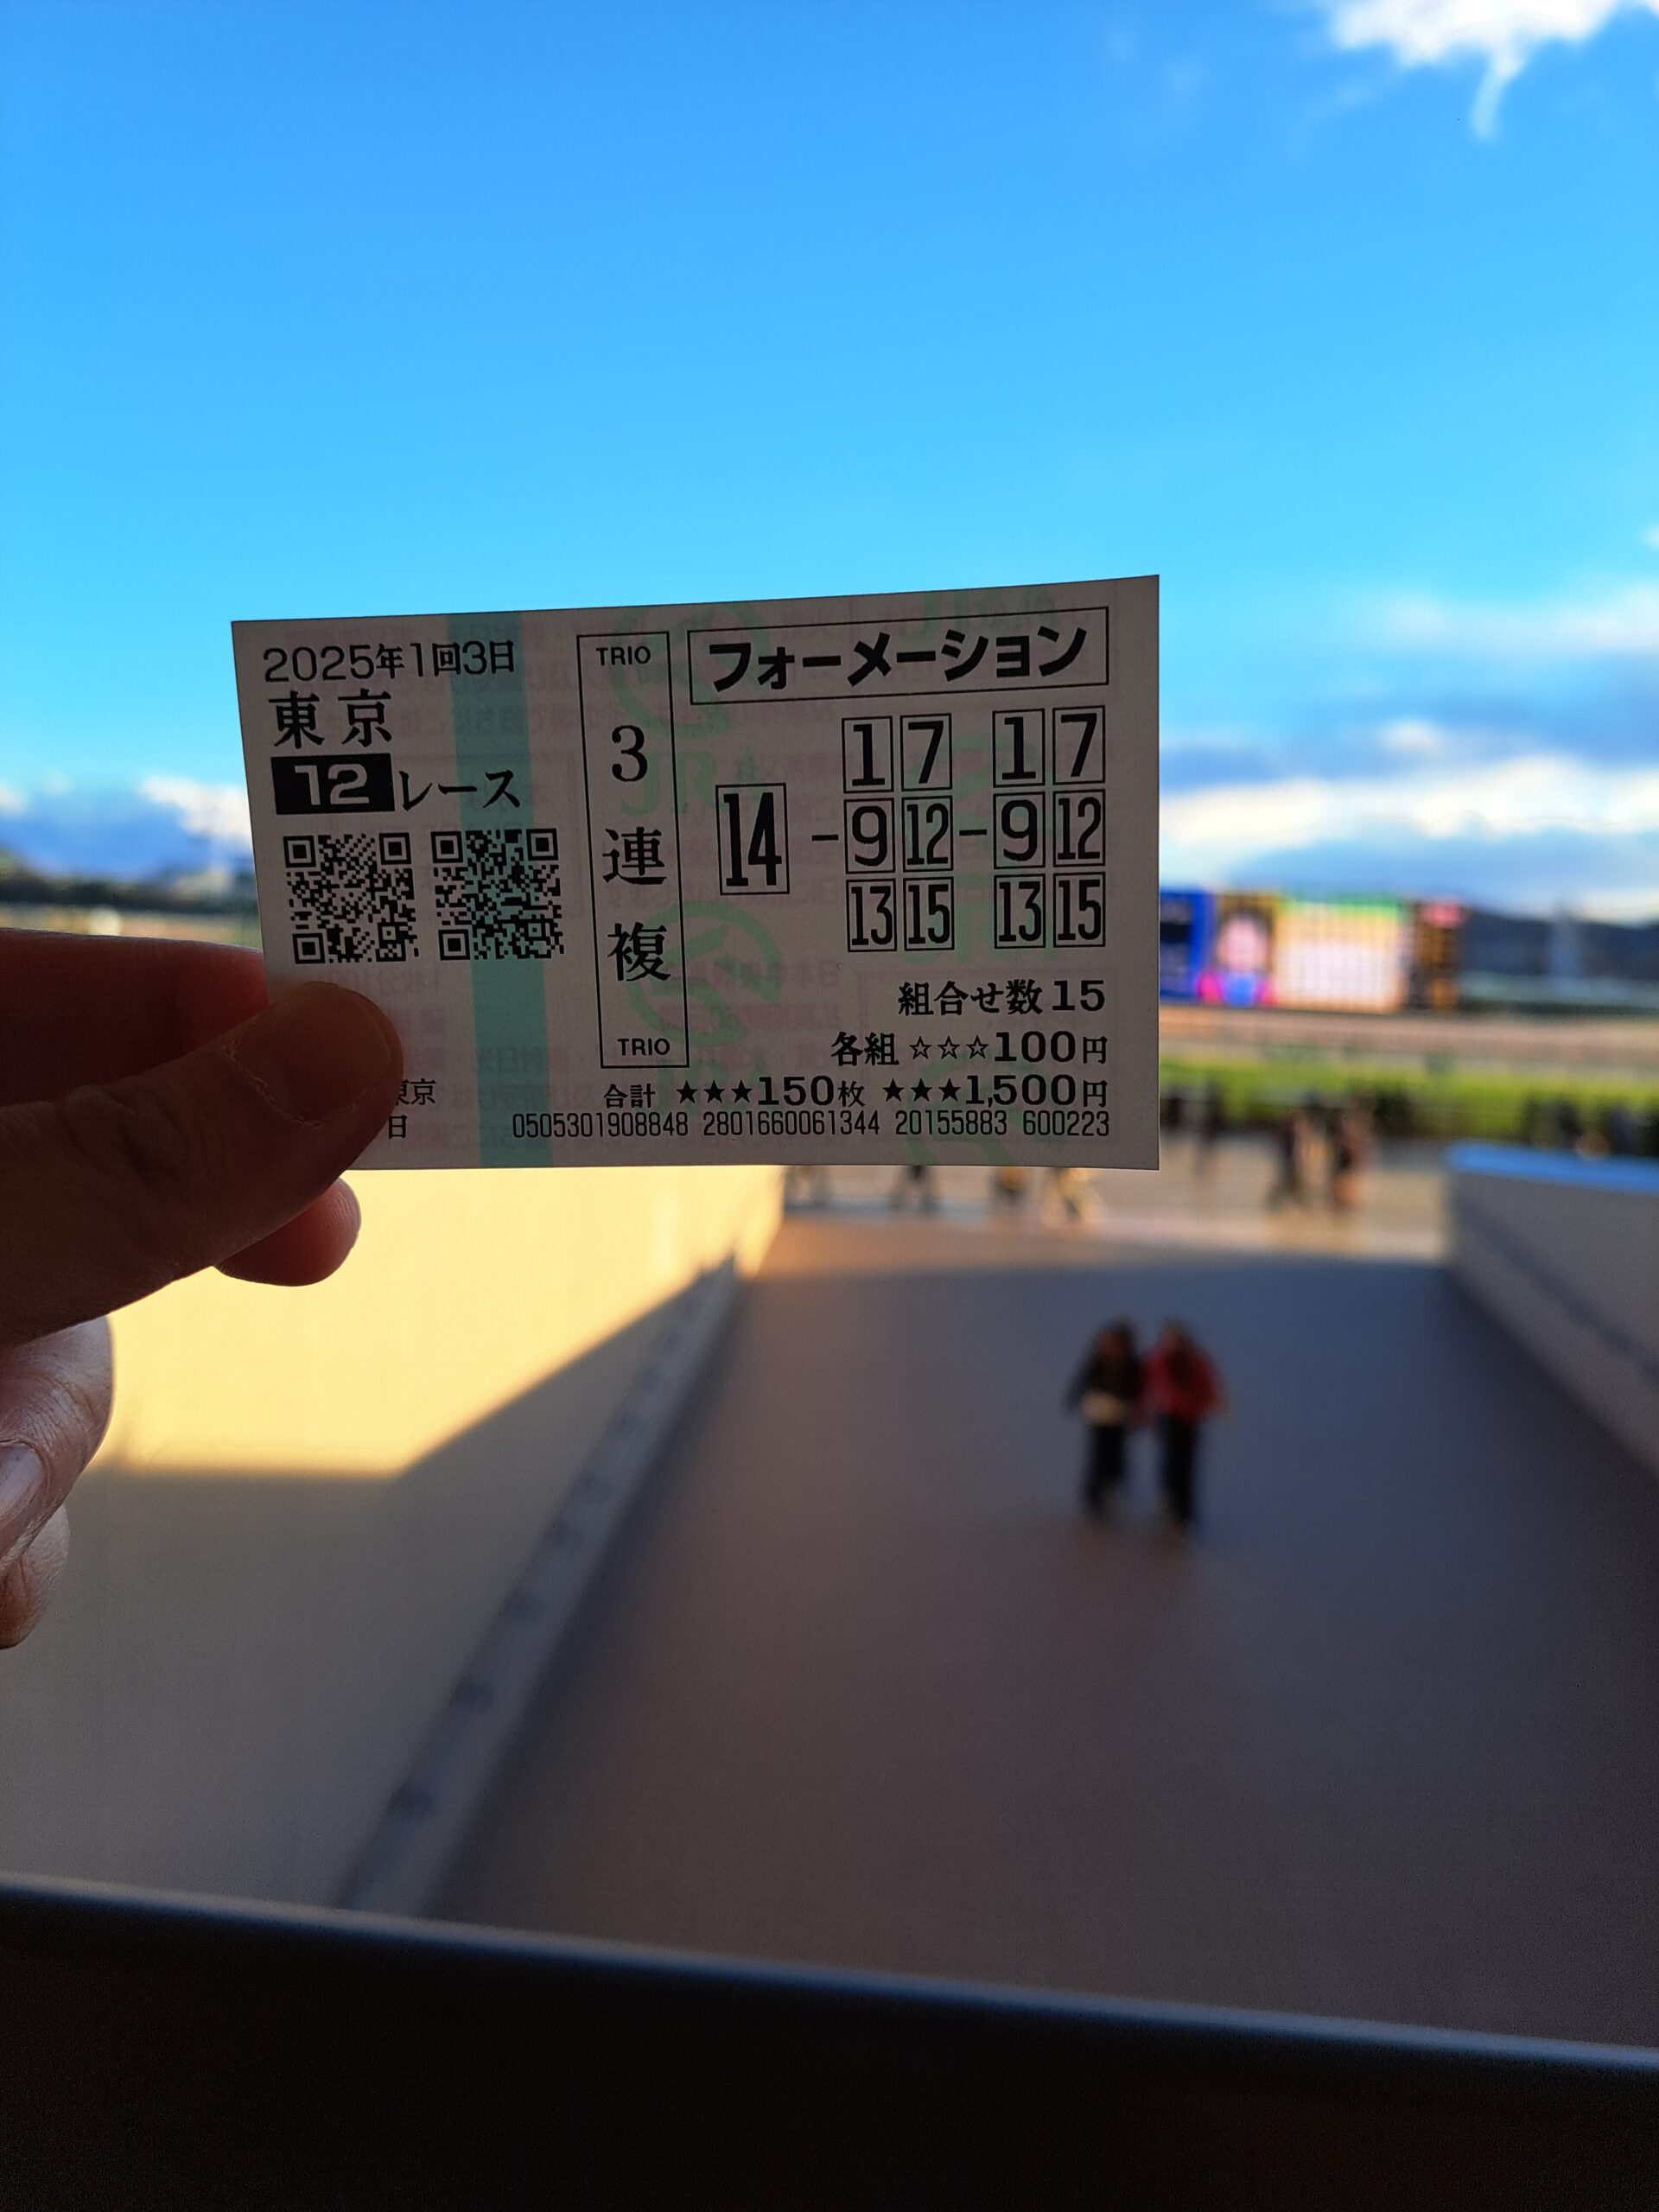 2025年1回3日
東京
12レース
TRIO
3連複
TRIO
フォーメーション
1 7 1 7
14 - 9 12 - 9 12
13 15 13 15
組合せ数15
各組 ☆☆☆100円
東京
日
合計 ★★★150枚 ★★★1,500円
0505301908848 2801660061344 20155883 600223